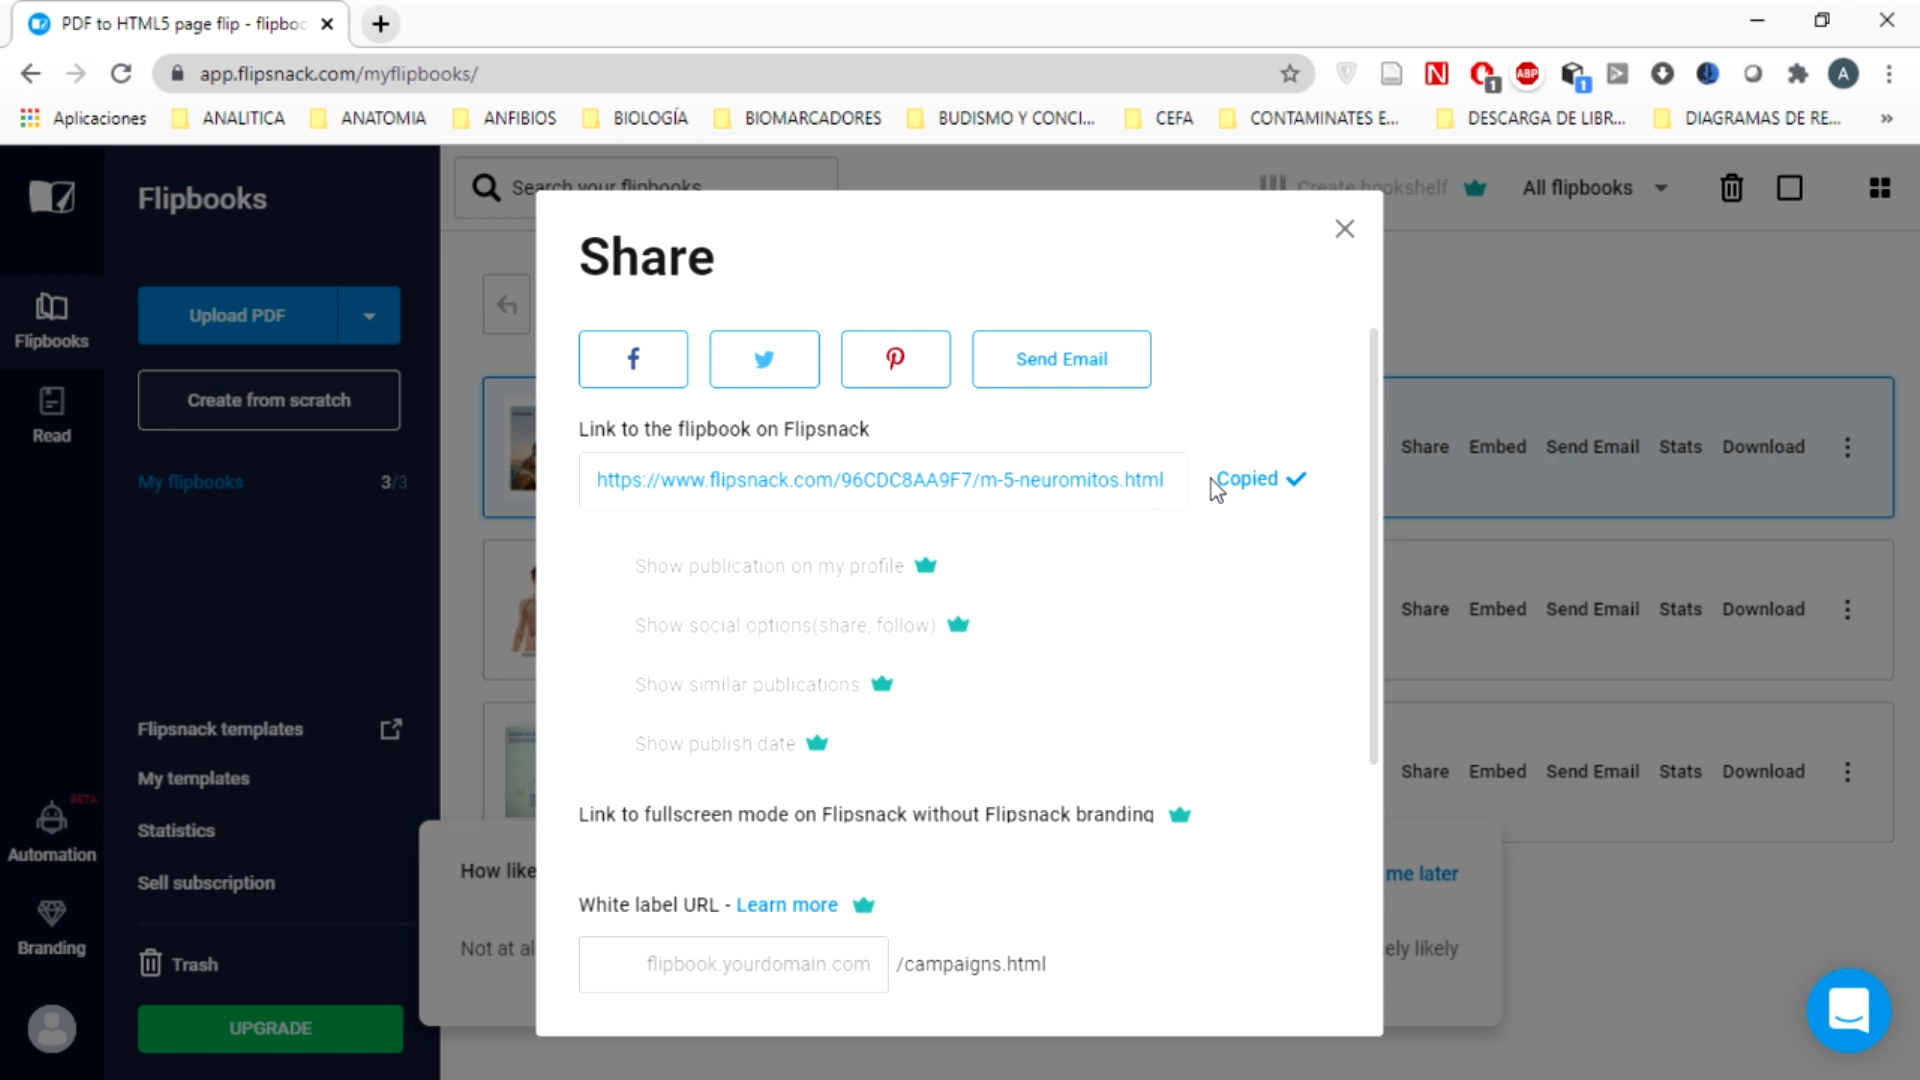 PDF to HTML5 page flip - flipboo
app.flipsnack.com/myflipbooks/
1
ABP
1
A
Aplicaciones
ANALITICA
ANATOMIA
ANFIBIOS
BIOLOGÍA
BIOMARCADORES
BUDISMO Y CONCI...
CEFA
CONTAMINATES E...
DESCARGA DE LIBR...
DIAGRAMAS DE RE...
»
Flipbooks
Search your flipbooks
Create bookshelf
All flipbooks
Upload PDF
Create from scratch
My flipbooks 3/3
Flipbooks
Read
Flipsnack templates
My templates
Statistics
Sell subscription
Trash
UPGRADE
BETA
Automation
Branding
Share
Send Email
Link to the flipbook on Flipsnack
https://www.flipsnack.com/96CDC8AA9F7/m-5-neuromitos.html
Copied
Show publication on my profile
Show social options(share, follow)
Show similar publications
Show publish date
Link to fullscreen mode on Flipsnack without Flipsnack branding
White label URL - Learn more
flipbook.yourdomain.com /campaigns.html
Share Embed Send Email Stats Download
Share Embed Send Email Stats Download
Share Embed Send Email Stats Download
How like
me later
Not at al
ely likely